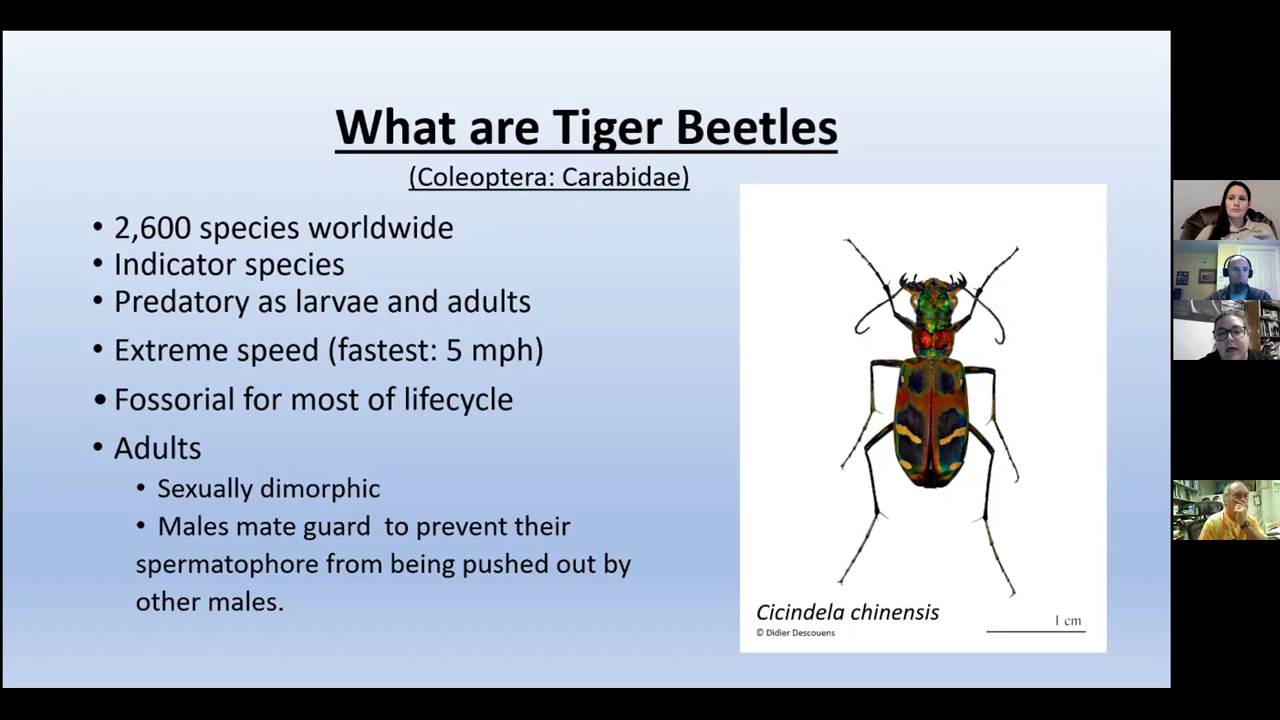 What are Tiger Beetles
(Coleoptera: Carabidae)
• 2,600 species worldwide
• Indicator species
• Predatory as larvae and adults
• Extreme speed (fastest: 5 mph)
• Fossorial for most of lifecycle
• Adults
• Sexually dimorphic
• Males mate guard to prevent their
spermatophore from being pushed out by
other males.
Cicindela chinensis
© Didier Descouens
1 cm